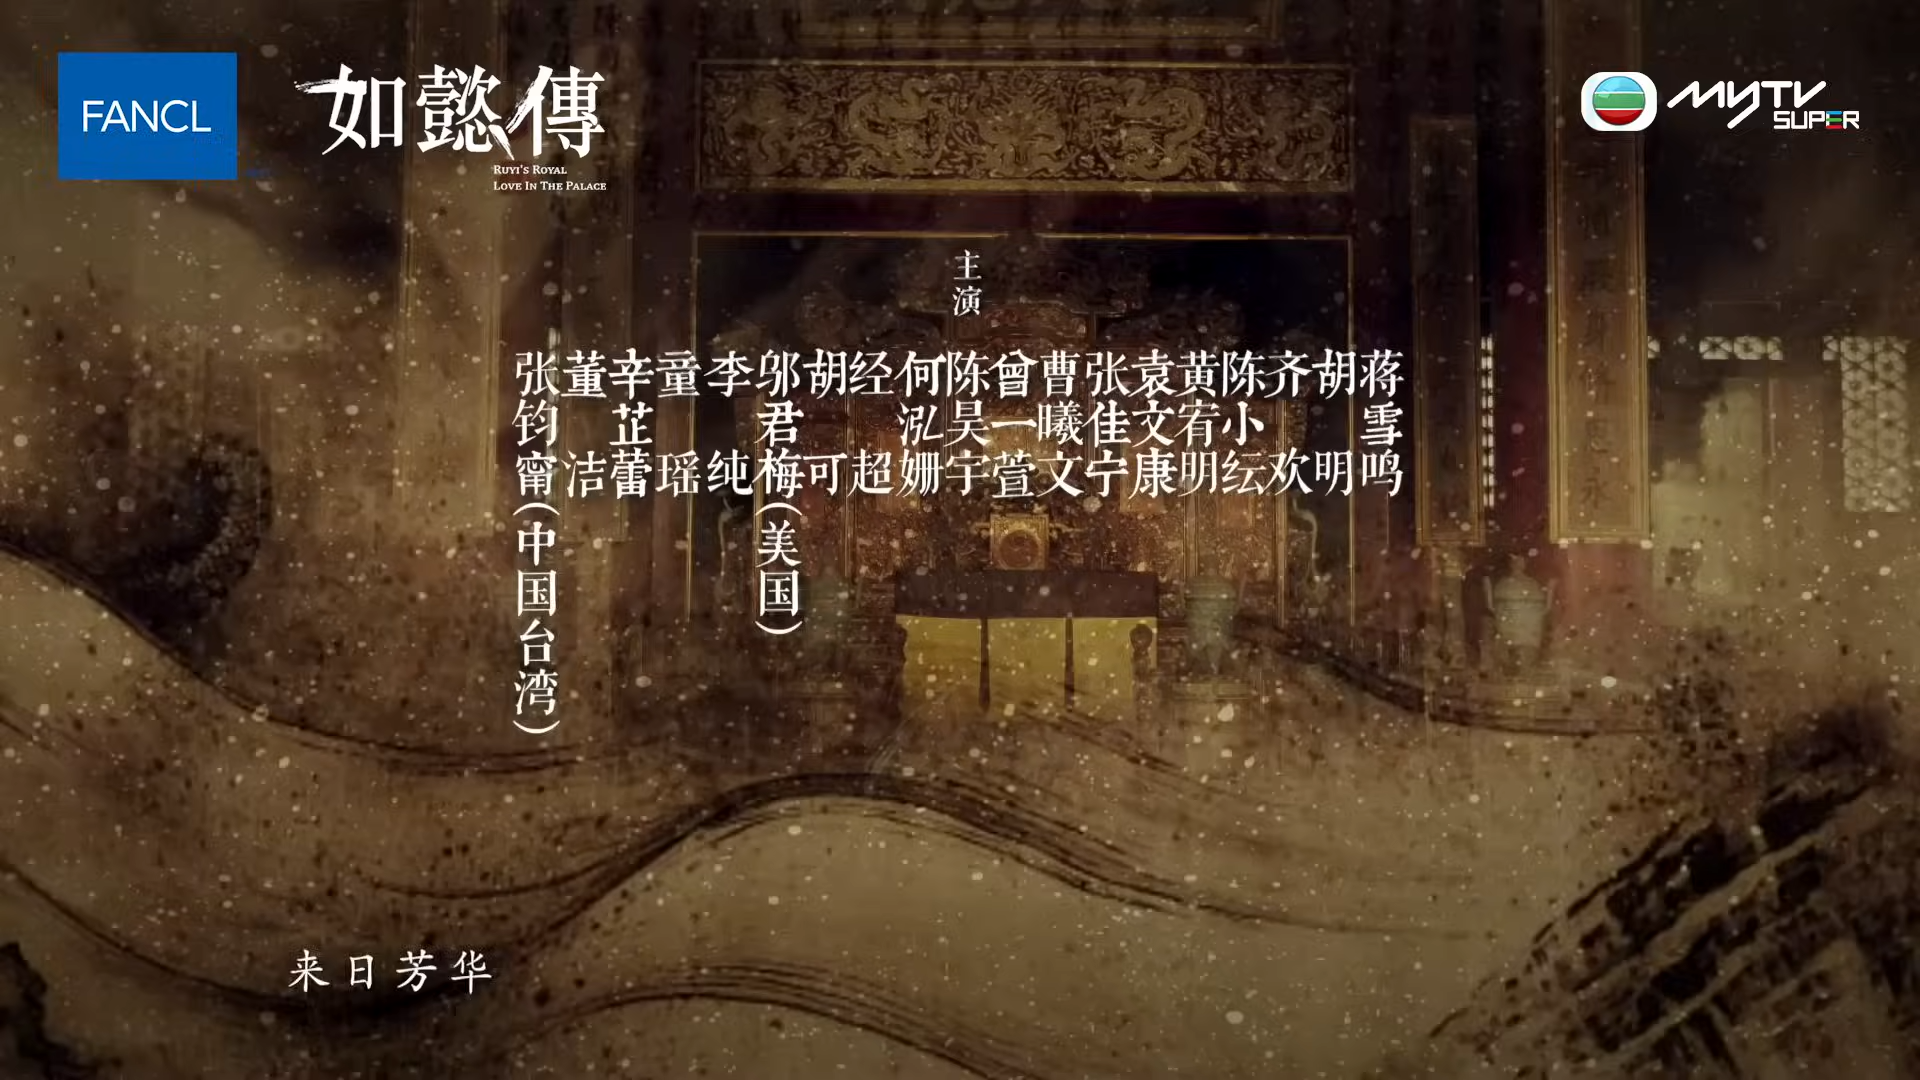 FANCL
如懿傳
RUYI'S ROYAL
LOVE IN THE PALACE
MYTV
SUPER
主演
张钧甯(中国台湾)
董洁
辛芷蕾
童瑶
李纯
邬君梅(美国)
胡可
经超
何泓姗
陈昊宇
曾一萱
曹曦文
张佳宁
袁文康
黄宥明
陈小纭
齐欢
胡明
蒋雪鸣
来日芳华